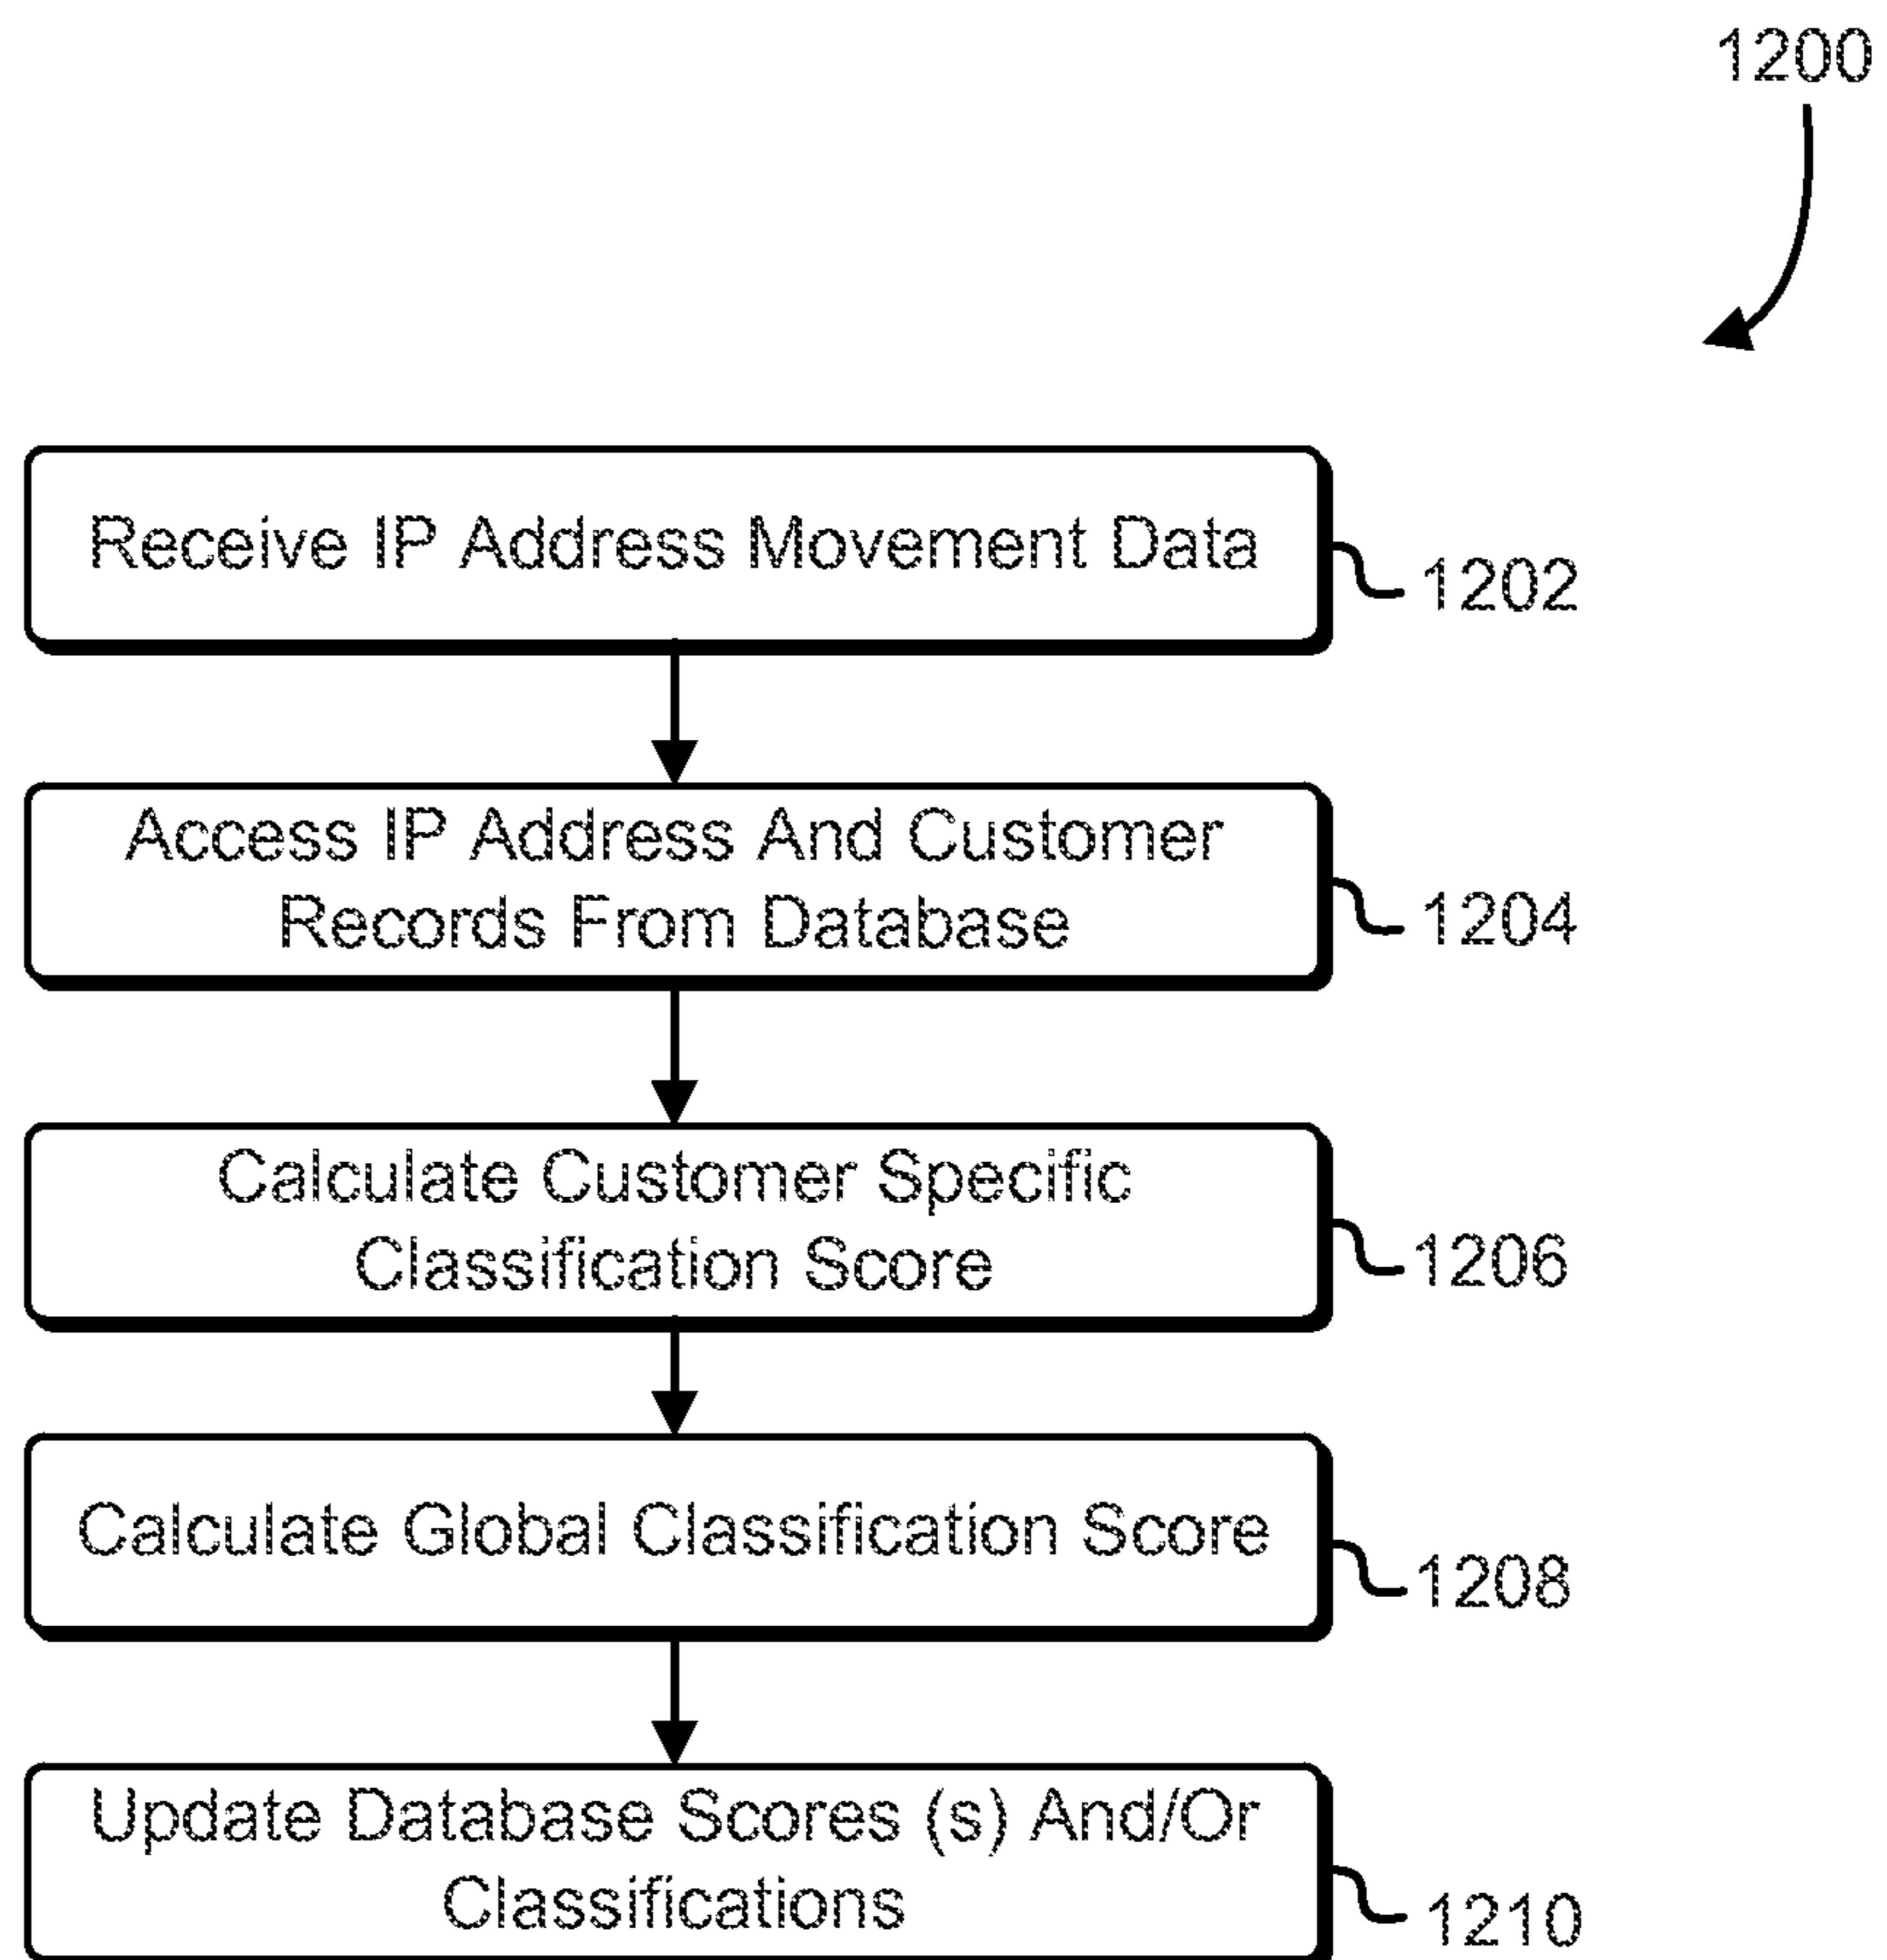 1200
Receive IP Address Movement Data
1202
Access IP Address And Customer
Records From Database
1204
Calculate Customer Specific
Classification Score
1206
Calculate Global Classification Score
1208
Update Database Scores (s) And/Or
Classifications
1210